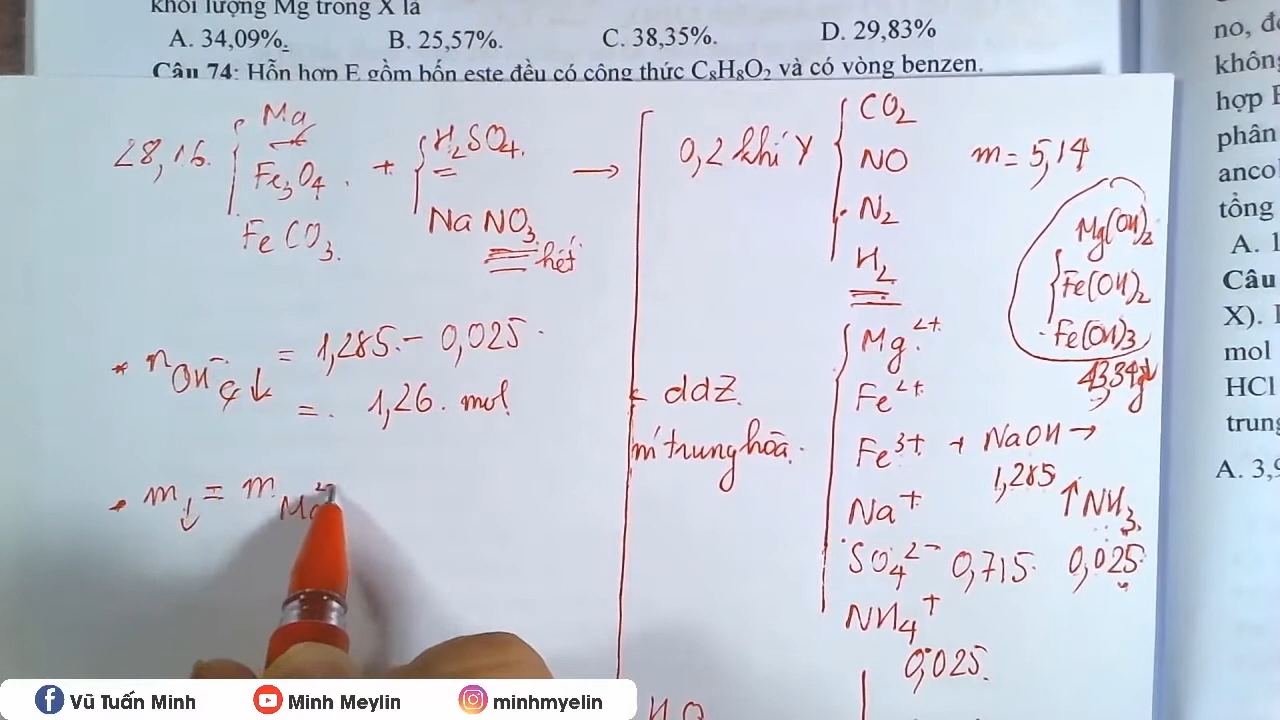 khối lượng Mg trong X là
A. 34,09%. B. 25,57%. C. 38,35%. D. 29,83%
Câu 74: Hỗn hợp E gồm bốn este đều có công thức C₈H₈O₂ và có vòng benzen.
28,16. Mg
Fe₃O₄.
FeCO₃.
+ H₂SO₄.
NaNO₃.
hết
→ 0,2 khí Y CO₂
NO
N₂
H₂
m = 5,14
Mg(OH)₂
Fe(OH)₂
Fe(OH)₃
43,34g↓
ddZ
m' trung hoà.
Mg²⁺
Fe²⁺
Fe³⁺ + NaOH →
1,285 ↑NH₃
Na⁺
SO₄²⁻ 0,715. 0,025.
NH₄⁺
0,025.
H₂O
* nOH⁻ ↓ = 1,285 - 0,025.
= 1,26 mol
* m↓ = m
Vũ Tuấn Minh
Minh Meylin
minhmyelin
no, đ
không
hợp
phân
anco
tổng
A. 1
Câu
X).
mol
HCl
trung
A. 3,9